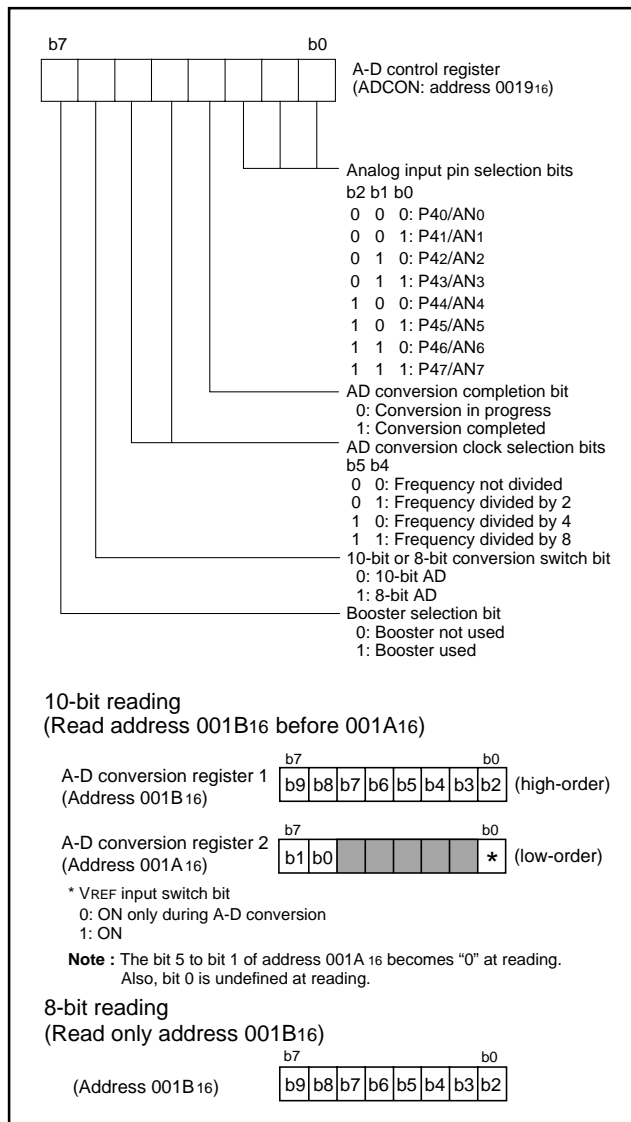 b7 b0
A-D control register
(ADCON: address 001916)
Analog input pin selection bits
b2 b1 b0
0 0 0: P40/AN0
0 0 1: P41/AN1
0 1 0: P42/AN2
0 1 1: P43/AN3
1 0 0: P44/AN4
1 0 1: P45/AN5
1 1 0: P46/AN6
1 1 1: P47/AN7
AD conversion completion bit
0: Conversion in progress
1: Conversion completed
AD conversion clock selection bits
b5 b4
0 0: Frequency not divided
0 1: Frequency divided by 2
1 0: Frequency divided by 4
1 1: Frequency divided by 8
10-bit or 8-bit conversion switch bit
0: 10-bit AD
1: 8-bit AD
Booster selection bit
0: Booster not used
1: Booster used
10-bit reading
(Read address 001B16 before 001A16)
b7 b0
A-D conversion register 1
(Address 001B16)
b9 b8 b7 b6 b5 b4 b3 b2 (high-order)
b7 b0
A-D conversion register 2
(Address 001A16)
b1 b0 * (low-order)
* VREF input switch bit
0: ON only during A-D conversion
1: ON
Note : The bit 5 to bit 1 of address 001A 16 becomes “0” at reading.
Also, bit 0 is undefined at reading.
8-bit reading
(Read only address 001B16)
b7 b0
(Address 001B16) b9 b8 b7 b6 b5 b4 b3 b2